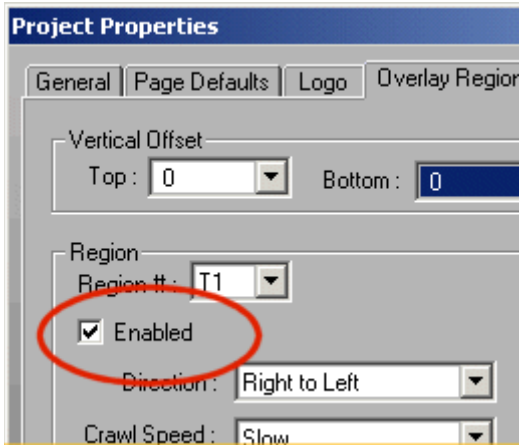 Project Properties
General Page Defaults Logo Overlay Region
Vertical Offset
Top : 0 Bottom : 0
Region
Region # : T1
Enabled
Direction : Right to Left
Crawl Speed : Slow